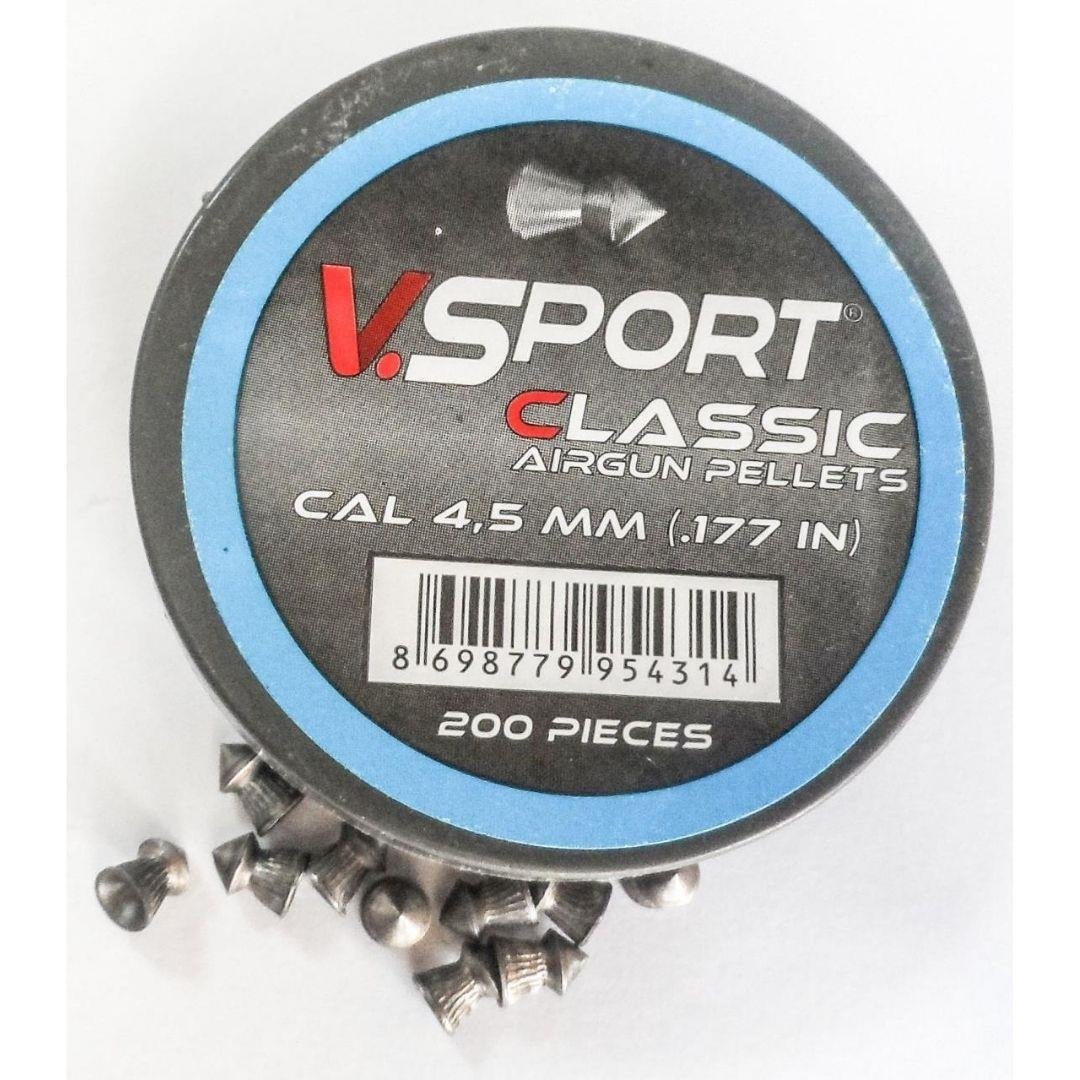 V.SPORT®
CLASSIC
AIRGUN PELLETS
CAL 4,5 MM (.177 IN)
8 698779 954314
200 PIECES